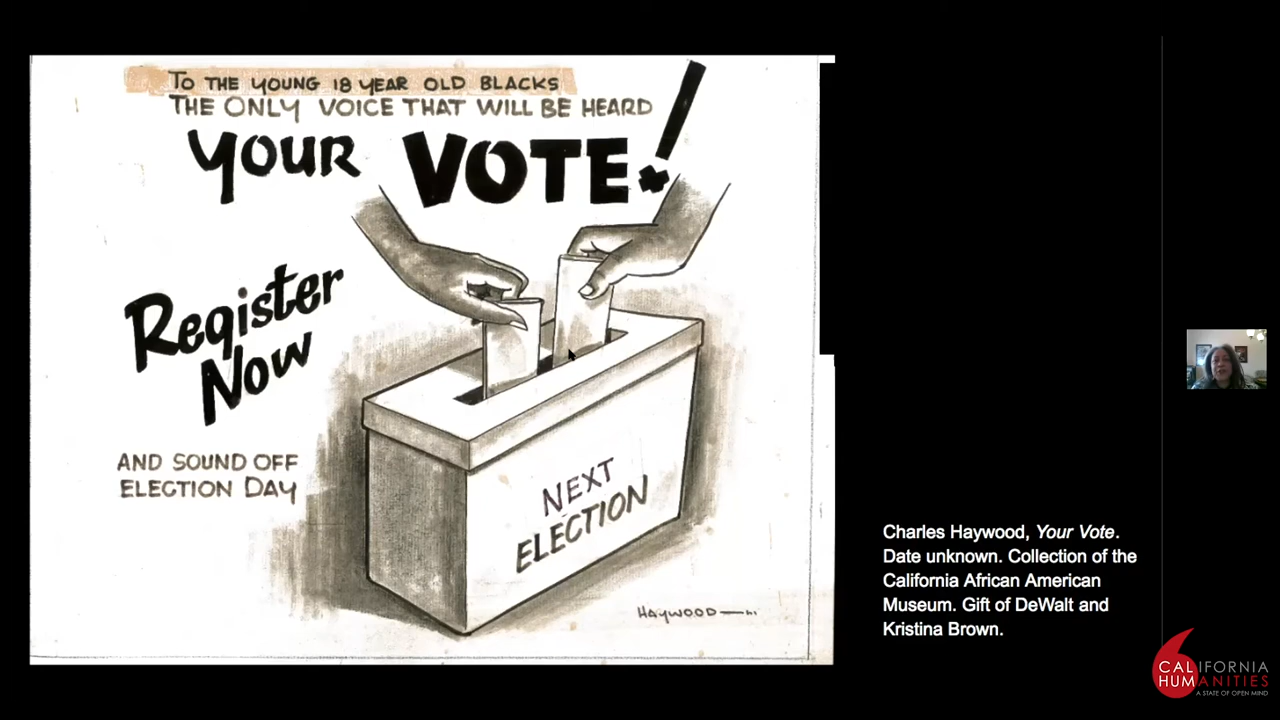 TO THE YOUNG 18 YEAR OLD BLACKS
THE ONLY VOICE THAT WILL BE HEARD
YOUR VOTE!
Register
Now
AND SOUND OFF
ELECTION DAY
NEXT
ELECTION
HAYWOOD
Charles Haywood, Your Vote.
Date unknown. Collection of the
California African American
Museum. Gift of DeWalt and
Kristina Brown.
CALIFORNIA
HUMANITIES
A STATE OF OPEN MIND